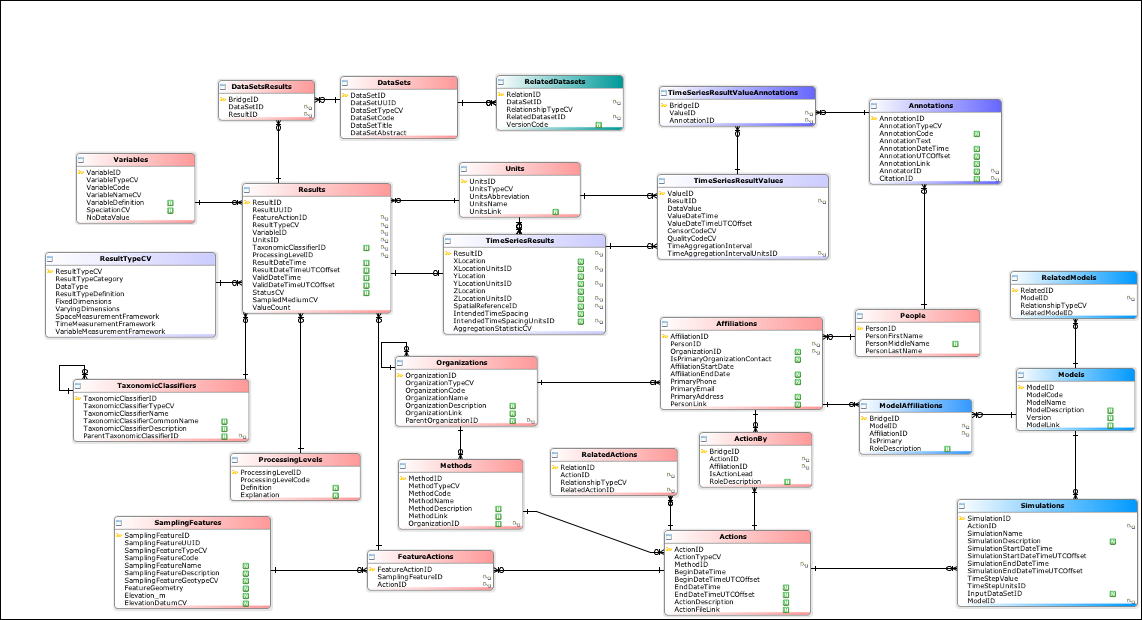 DataSetsResults
BridgeID
DataSetID
ResultID
DataSets
DataSetID
DataSetUUID
DataSetTypeCV
DataSetCode
DataSetTitle
DataSetAbstract
RelatedDatasets
RelationID
DataSetID
RelationshipTypeCV
RelatedDatasetID
VersionCode
TimeSeriesResultValueAnnotations
BridgeID
ValueID
AnnotationID
Annotations
AnnotationID
AnnotationTypeCV
AnnotationCode
AnnotationText
AnnotationDateTime
AnnotationUTCOffset
AnnotationLink
AnnotatorID
CitationID
Variables
VariableID
VariableTypeCV
VariableCode
VariableNameCV
VariableDefinition
SpeciationCV
NoDataValue
Results
ResultID
ResultUUID
FeatureActionID
ResultTypeCV
VariableID
UnitsID
TaxonomicClassifierID
ProcessingLevelID
ResultDateTime
ResultDateTimeUTCOffset
ValidDateTime
ValidDateTimeUTCOffset
StatusCV
SampledMediumCV
ValueCount
Units
UnitsID
UnitsTypeCV
UnitsAbbreviation
UnitsName
UnitsLink
TimeSeriesResultValues
ValueID
ResultID
DataValue
ValueDateTime
ValueDateTimeUTCOffset
CensorCodeCV
QualityCodeCV
TimeAggregationInterval
TimeAggregationIntervalUnitsID
ResultTypeCV
ResultTypeCV
ResultTypeCategory
DataType
ResultTypeDefinition
FixedDimensions
VaryingDimensions
SpaceMeasurementFramework
TimeMeasurementFramework
VariableMeasurementFramework
TimeSeriesResults
ResultID
XLocation
XLocationUnitsID
YLocation
YLocationUnitsID
ZLocation
ZLocationUnitsID
SpatialReferenceID
IntendedTimeSpacing
IntendedTimeSpacingUnitsID
AggregationStatisticCV
RelatedModels
RelatedID
ModelID
RelationshipTypeCV
RelatedModelID
Affiliations
AffiliationID
PersonID
OrganizationID
IsPrimaryOrganizationContact
AffiliationStartDate
AffiliationEndDate
PrimaryPhone
PrimaryEmail
PrimaryAddress
PersonLink
People
PersonID
PersonFirstName
PersonMiddleName
PersonLastName
Organizations
OrganizationID
OrganizationTypeCV
OrganizationCode
OrganizationName
OrganizationDescription
OrganizationLink
ParentOrganizationID
Models
ModelID
ModelCode
ModelName
ModelDescription
Version
ModelLink
TaxonomicClassifiers
TaxonomicClassifierID
TaxonomicClassifierTypeCV
TaxonomicClassifierName
TaxonomicClassifierCommonName
TaxonomicClassifierDescription
ParentTaxonomicClassifierID
ModelAffiliations
BridgeID
ModelID
AffiliationID
IsPrimary
RoleDescription
ActionBy
BridgeID
ActionID
AffiliationID
IsActionLead
RoleDescription
ProcessingLevels
ProcessingLevelID
ProcessingLevelCode
Definition
Explanation
Methods
MethodID
MethodTypeCV
MethodCode
MethodName
MethodDescription
MethodLink
OrganizationID
RelatedActions
RelationID
ActionID
RelationshipTypeCV
RelatedActionID
Simulations
SimulationID
ActionID
SimulationName
SimulationDescription
SimulationStartDateTime
SimulationStartDateTimeUTCOffset
SimulationEndDateTime
SimulationEndDateTimeUTCOffset
TimeStepValue
TimeStepUnitsID
InputDataSetID
ModelID
SamplingFeatures
SamplingFeatureID
SamplingFeatureUUID
SamplingFeatureTypeCV
SamplingFeatureCode
SamplingFeatureName
SamplingFeatureDescription
SamplingFeatureGeotypeCV
FeatureGeometry
Elevation_m
ElevationDatumCV
FeatureActions
FeatureActionID
SamplingFeatureID
ActionID
Actions
ActionID
ActionTypeCV
MethodID
BeginDateTime
BeginDateTimeUTCOffset
EndDateTime
EndDateTimeUTCOffset
ActionDescription
ActionFileLink